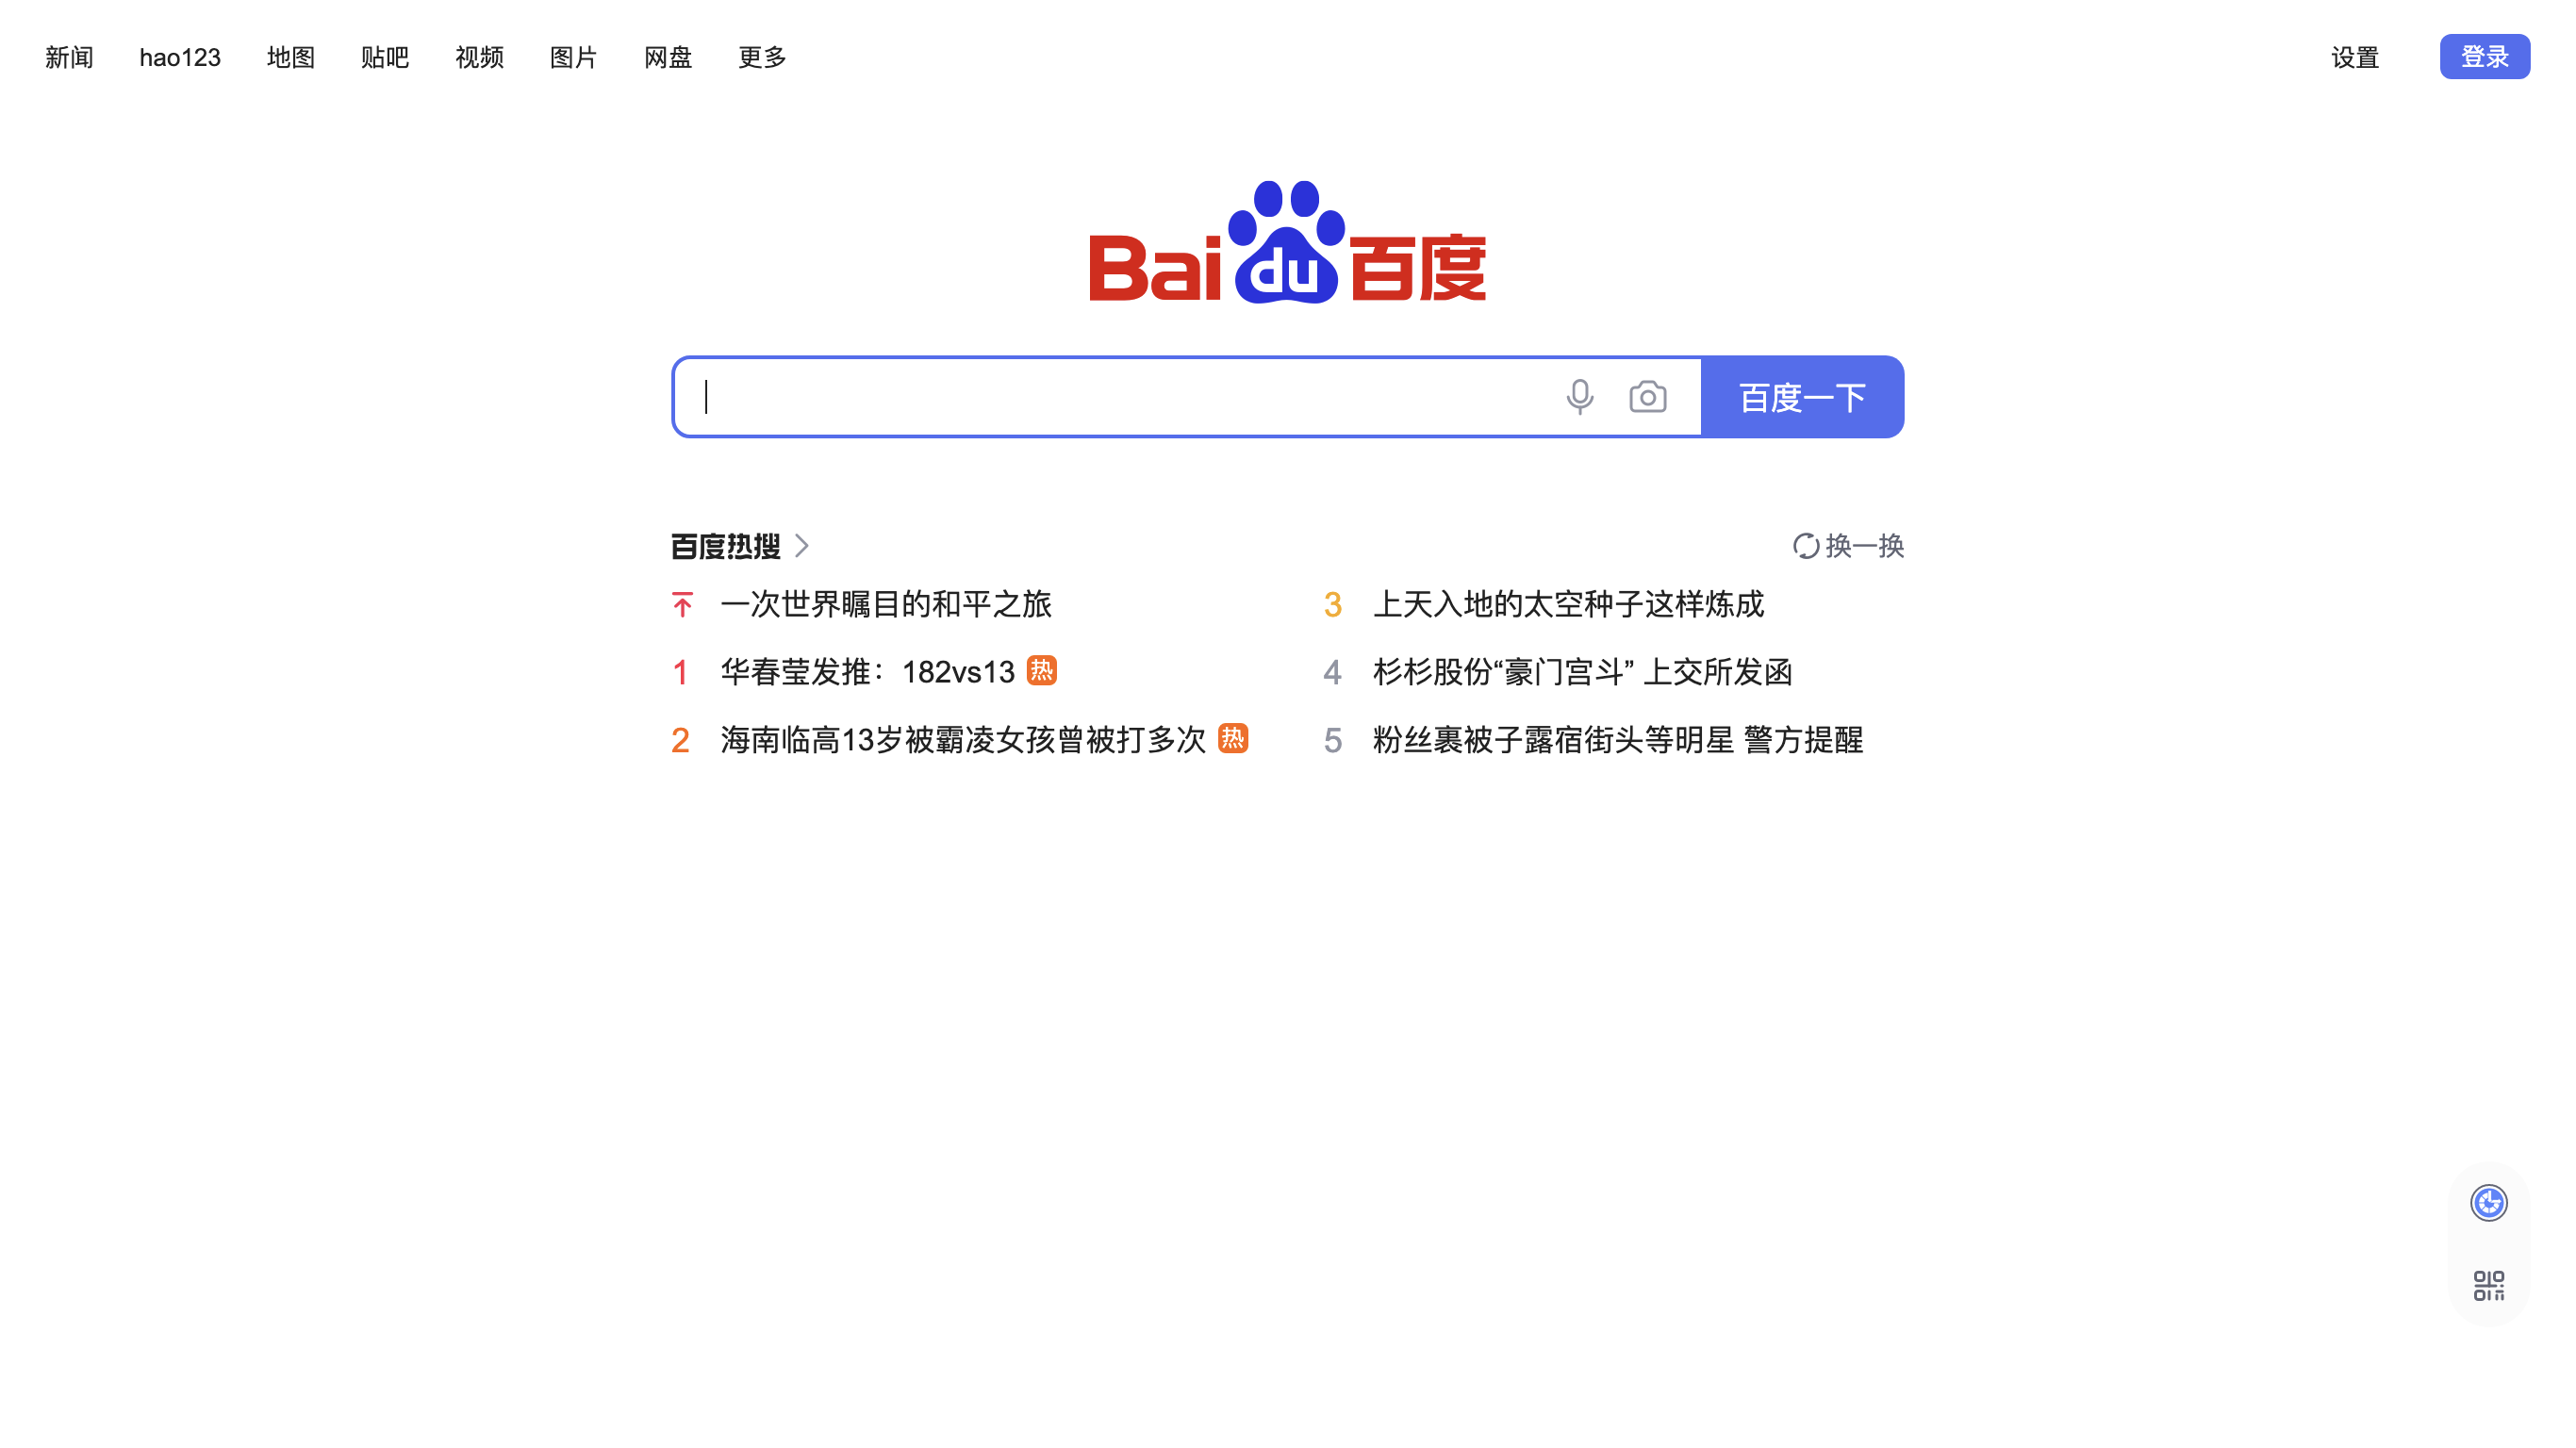 新闻 hao123 地图 贴吧 视频 图片 网盘 更多 设置 登录
Bai du 百度
百度一下
百度热搜 换一换
一次世界瞩目的和平之旅
1 华春莹发推：182vs13 热
2 海南临高13岁被霸凌女孩曾被打多次 热
3 上天入地的太空种子这样炼成
4 杉杉股份“豪门宫斗” 上交所发函
5 粉丝裹被子露宿街头等明星 警方提醒